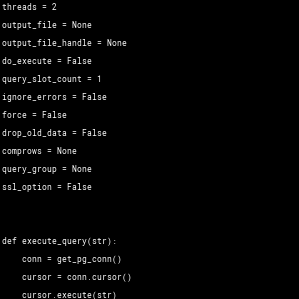 threads = 2
output_file = None
output_file_handle = None
do_execute = False
query_slot_count = 1
ignore_errors = False
force = False
drop_old_data = False
comprows = None
query_group = None
ssl_option = False
def execute_query(str):
    conn = get_pg_conn()
    cursor = conn.cursor()
    cursor.execute(str)